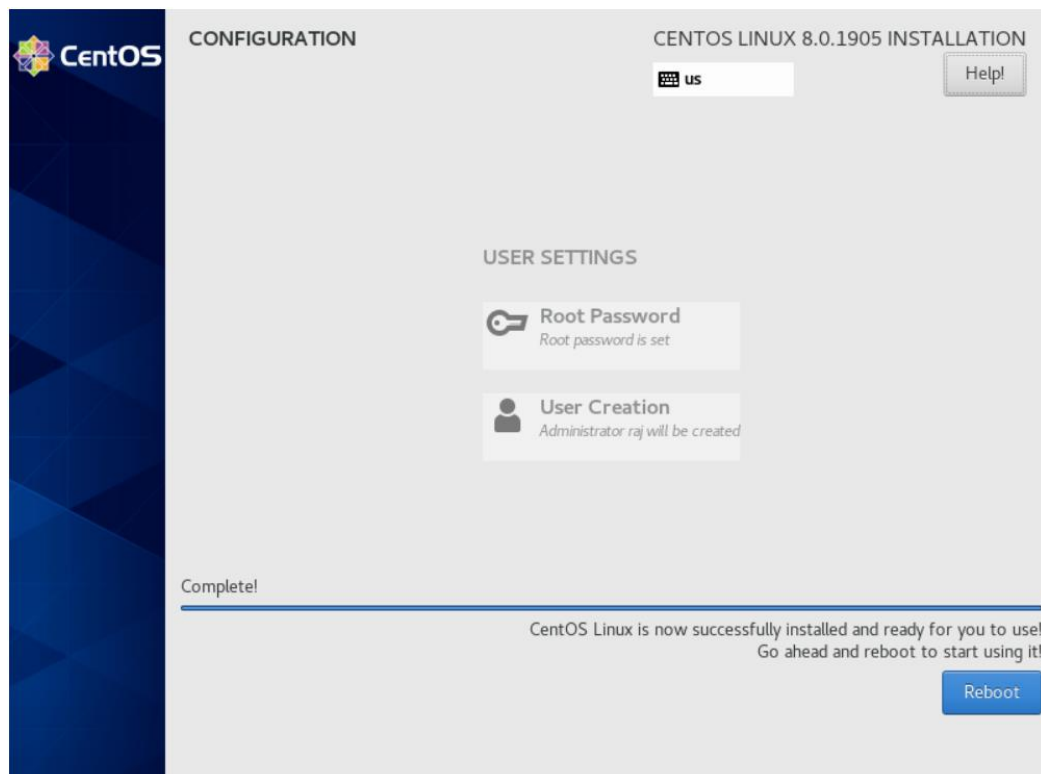 CentOS
CONFIGURATION
CENTOS LINUX 8.0.1905 INSTALLATION
us
Help!
USER SETTINGS
Root Password
Root password is set
User Creation
Administrator raj will be created
Complete!
CentOS Linux is now successfully installed and ready for you to use!
Go ahead and reboot to start using it!
Reboot